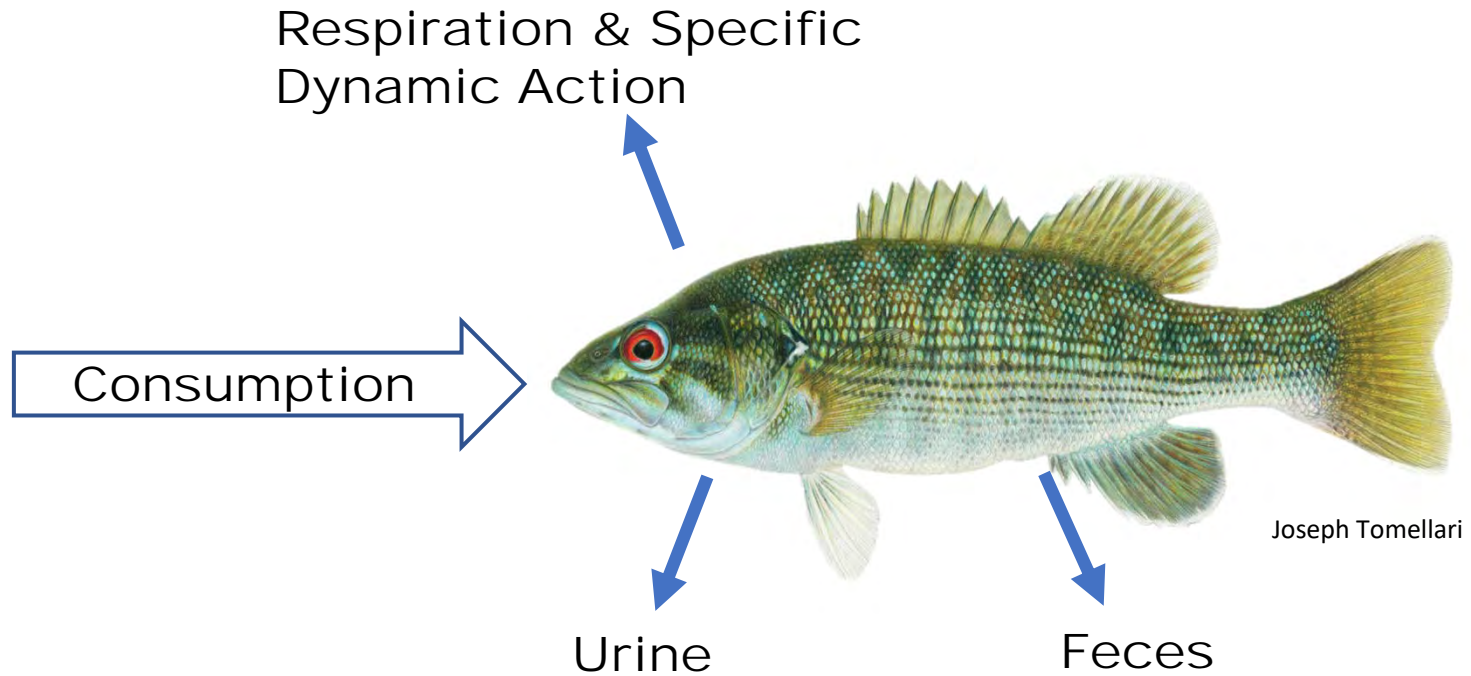 Respiration & Specific
Dynamic Action
Consumption
Joseph Tomellari
Urine
Feces